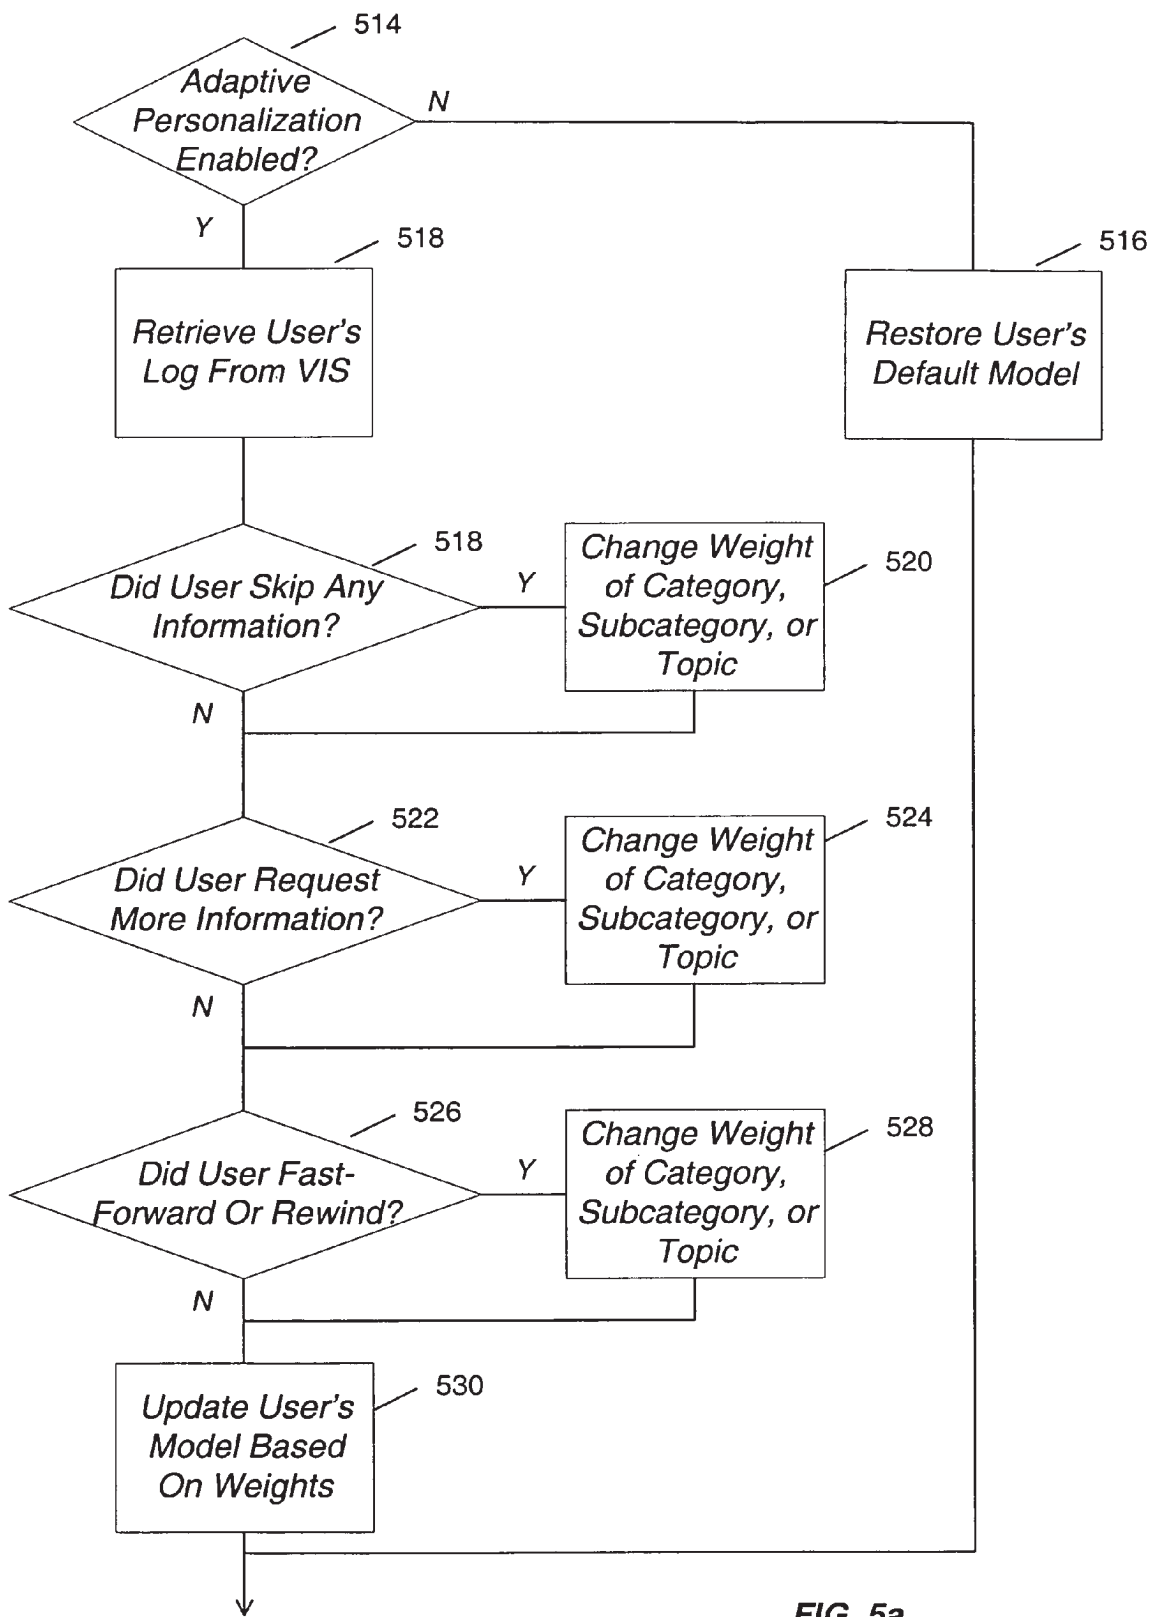 514
Adaptive
Personalization
Enabled?
N
Y
518
516
Retrieve User's
Log From VIS
Restore User's
Default Model
518
Did User Skip Any
Information?
Y
520
Change Weight
of Category,
Subcategory, or
Topic
N
522
Did User Request
More Information?
Y
524
Change Weight
of Category,
Subcategory, or
Topic
N
526
Did User Fast-
Forward Or Rewind?
Y
528
Change Weight
of Category,
Subcategory, or
Topic
N
530
Update User's
Model Based
On Weights
FIG. 5a